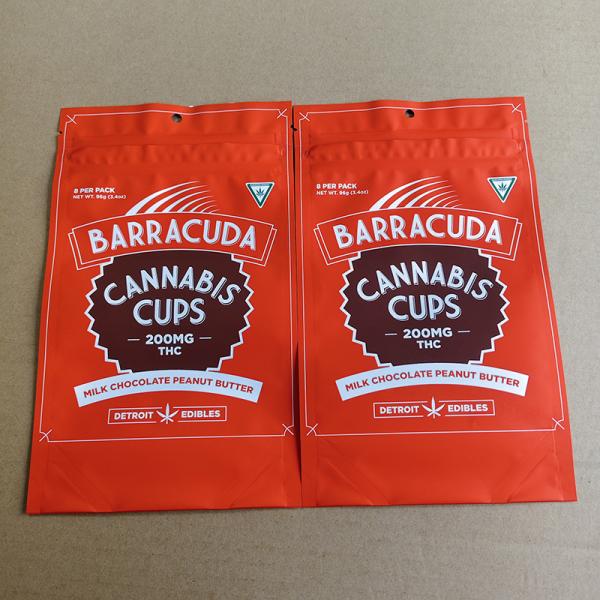 8 PER PACK
NET WT. 96g (3.4oz)
BARRACUDA
CANNABIS
CUPS
200MG
THC
MILK CHOCOLATE PEANUT BUTTER
DETROIT EDIBLES
8 PER PACK
NET WT. 96g (3.4oz)
BARRACUDA
CANNABIS
CUPS
200MG
THC
MILK CHOCOLATE PEANUT BUTTER
DETROIT EDIBLES